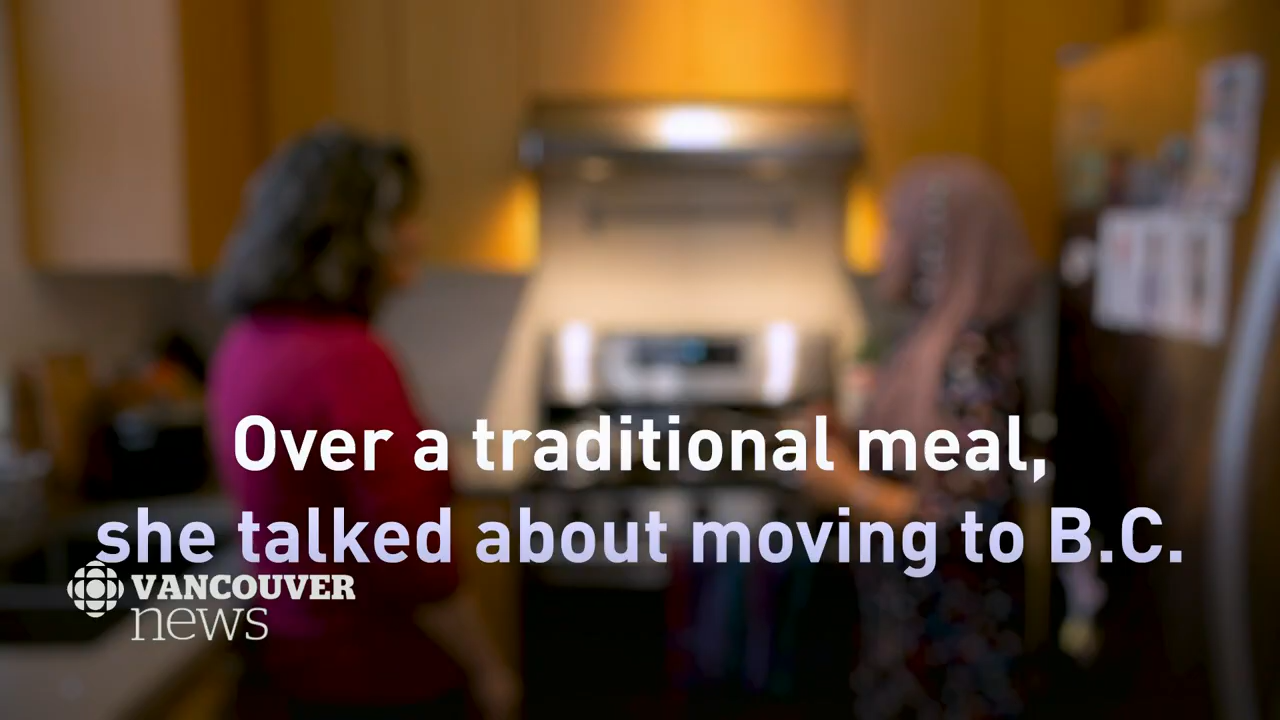 Over a traditional meal,
she talked about moving to B.C.
VANCOUVER
news